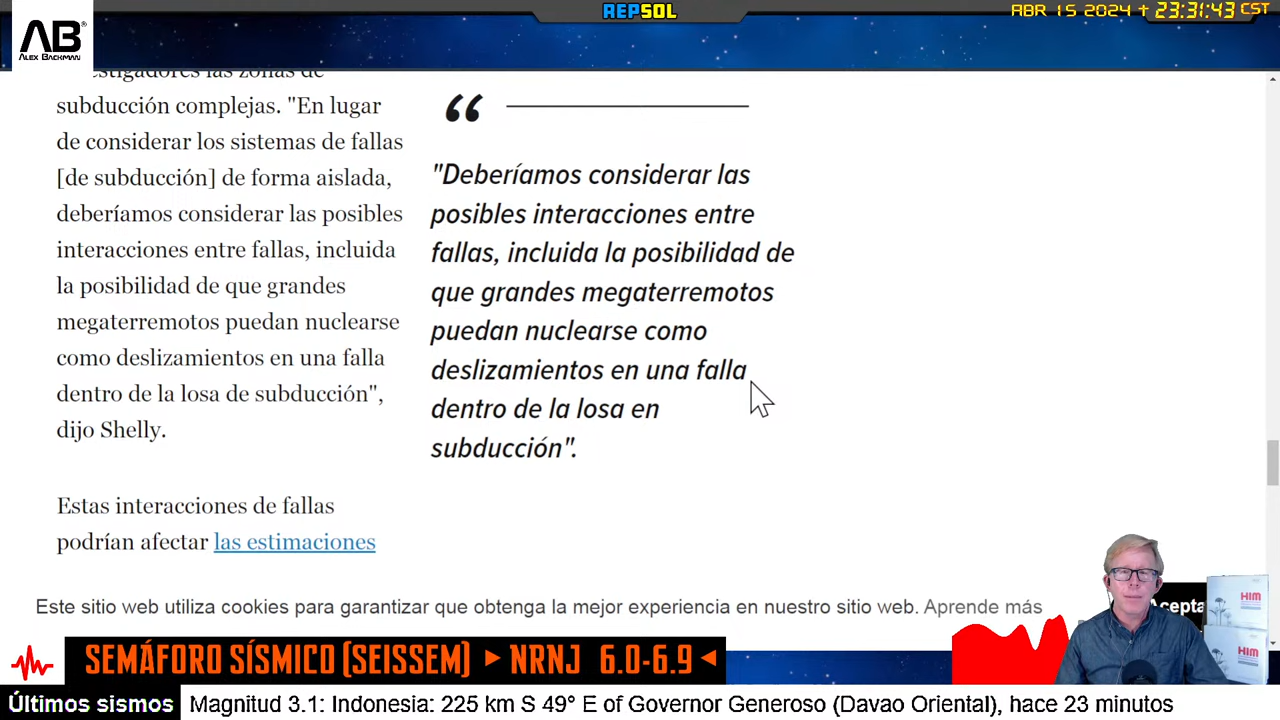 REPSOL
ABR 15 2024 † 23:31:43 CST
AB®
ALEX BACKMAN
investigadores las zonas de
subducción complejas. "En lugar
de considerar los sistemas de fallas
[de subducción] de forma aislada,
deberíamos considerar las posibles
interacciones entre fallas, incluida
la posibilidad de que grandes
megaterremotos puedan nuclearse
como deslizamientos en una falla
dentro de la losa de subducción",
dijo Shelly.
Estas interacciones de fallas
podrían afectar las estimaciones
“
"Deberíamos considerar las
posibles interacciones entre
fallas, incluida la posibilidad de
que grandes megaterremotos
puedan nuclearse como
deslizamientos en una falla
dentro de la losa en
subducción".
Este sitio web utiliza cookies para garantizar que obtenga la mejor experiencia en nuestro sitio web. Aprende más
Acepta
HIM
HIM
SEMÁFORO SÍSMICO (SEISSEM) ► NRNJ 6.0-6.9 ◄
Últimos sismos
Magnitud 3.1: Indonesia: 225 km S 49° E of Governor Generoso (Davao Oriental), hace 23 minutos